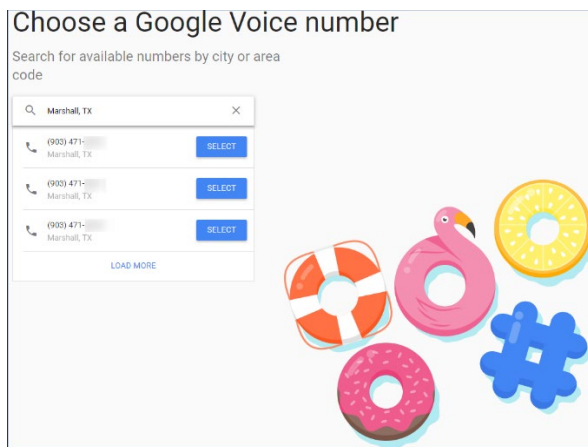 Choose a Google Voice number
Search for available numbers by city or area
code
Marshall, TX
(903) 471-
Marshall, TX
SELECT
(903) 471-
Marshall, TX
SELECT
(903) 471-
Marshall, TX
SELECT
LOAD MORE